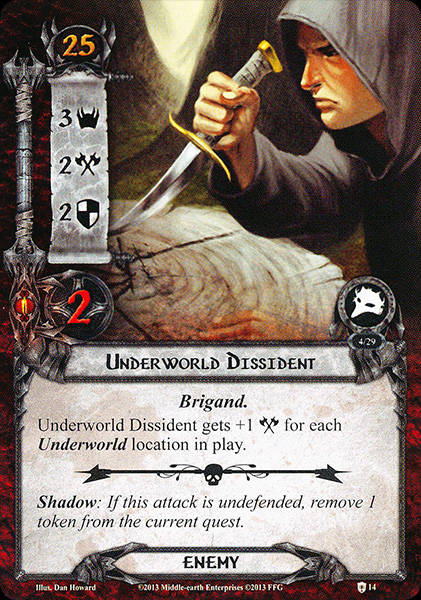 25
3
2
2
2
4/29
UNDERWORLD DISSIDENT
Brigand.
Underworld Dissident gets +1 for each
Underworld location in play.
Shadow: If this attack is undefended, remove 1
token from the current quest.
ENEMY
Illus. Dan Howard ©2013 Middle-earth Enterprises ©2013 FFG 14